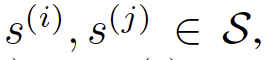 s^{(i)}, s^{(j)} ∈ 𝒮,